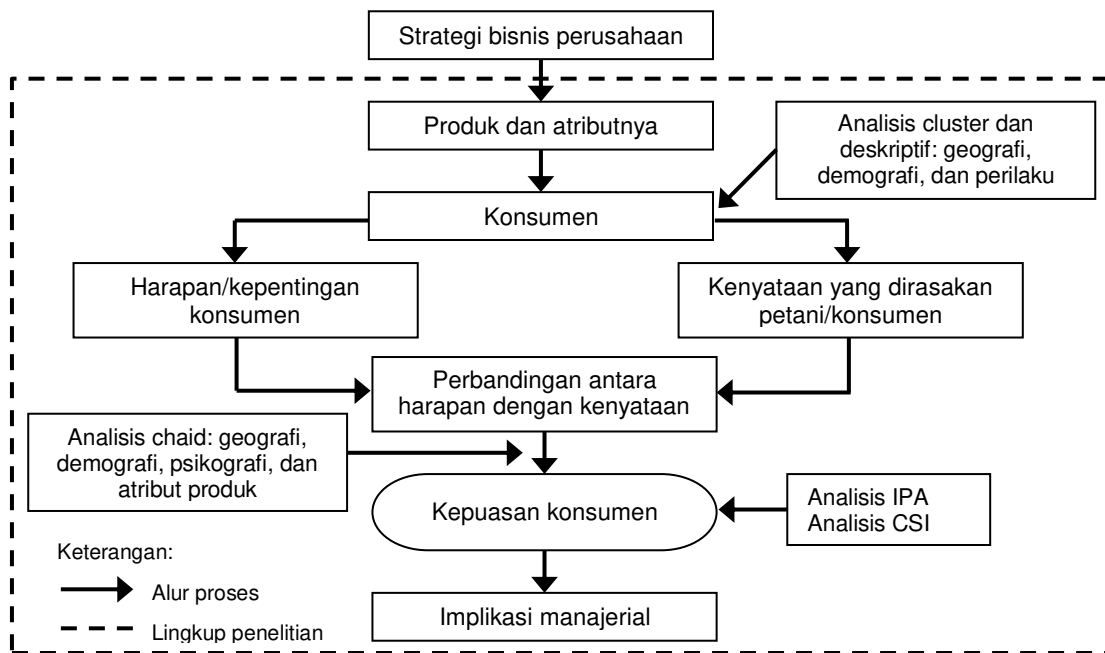 Strategi bisnis perusahaan
Produk dan atributnya
Analisis cluster dan
deskriptif: geografi,
demografi, dan perilaku
Konsumen
Harapan/kepentingan
konsumen
Kenyataan yang dirasakan
petani/konsumen
Perbandingan antara
harapan dengan kenyataan
Analisis chaid: geografi,
demografi, psikografi, dan
atribut produk
Kepuasan konsumen
Analisis IPA
Analisis CSI
Keterangan:
Alur proses
Lingkup penelitian
Implikasi manajerial